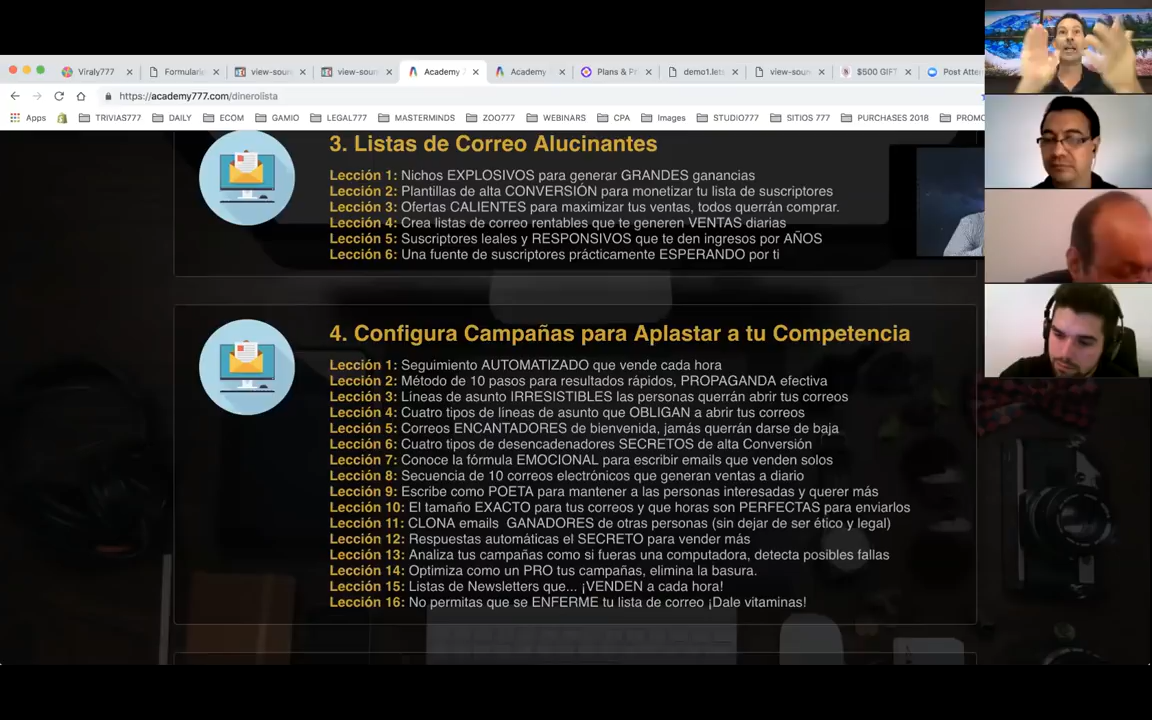 Viraly777
Formulari
view-soun
view-sour
Academy 7
Academy
Plans & Pr
demo1.lets
view-soun
$500 GIFT
Post Atten
https://academy777.com/dinerolista
Apps
TRIVIAS777
DAILY
ECOM
GAMIO
LEGAL777
MASTERMINDS
ZOO777
WEBINARS
CPA
Images
STUDIO777
SITIOS 777
PURCHASES 2018
PROMO
3. Listas de Correo Alucinantes
Lección 1: Nichos EXPLOSIVOS para generar GRANDES ganancias
Lección 2: Plantillas de alta CONVERSIÓN para monetizar tu lista de suscriptores
Lección 3: Ofertas CALIENTES para maximizar tus ventas, todos querrán comprar.
Lección 4: Crea listas de correo rentables que te generen VENTAS diarias
Lección 5: Suscriptores leales y RESPONSIVOS que te den ingresos por AÑOS
Lección 6: Una fuente de suscriptores prácticamente ESPERANDO por ti
4. Configura Campañas para Aplastar a tu Competencia
Lección 1: Seguimiento AUTOMATIZADO que vende cada hora
Lección 2: Método de 10 pasos para resultados rápidos, PROPAGANDA efectiva
Lección 3: Líneas de asunto IRRESISTIBLES las personas querrán abrir tus correos
Lección 4: Cuatro tipos de líneas de asunto que OBLIGAN a abrir tus correos
Lección 5: Correos ENCANTADORES de bienvenida, jamás querrán darse de baja
Lección 6: Cuatro tipos de desencadenadores SECRETOS de alta Conversión
Lección 7: Conoce la fórmula EMOCIONAL para escribir emails que venden solos
Lección 8: Secuencia de 10 correos electrónicos que generan ventas a diario
Lección 9: Escribe como POETA para mantener a las personas interesadas y querer más
Lección 10: El tamaño EXACTO para tus correos y que horas son PERFECTAS para enviarlos
Lección 11: CLONA emails GANADORES de otras personas (sin dejar de ser ético y legal)
Lección 12: Respuestas automáticas el SECRETO para vender más
Lección 13: Analiza tus campañas como si fueras una computadora, detecta posibles fallas
Lección 14: Optimiza como un PRO tus campañas, elimina la basura.
Lección 15: Listas de Newsletters que... ¡VENDEN a cada hora!
Lección 16: No permitas que se ENFERME tu lista de correo ¡Dale vitaminas!